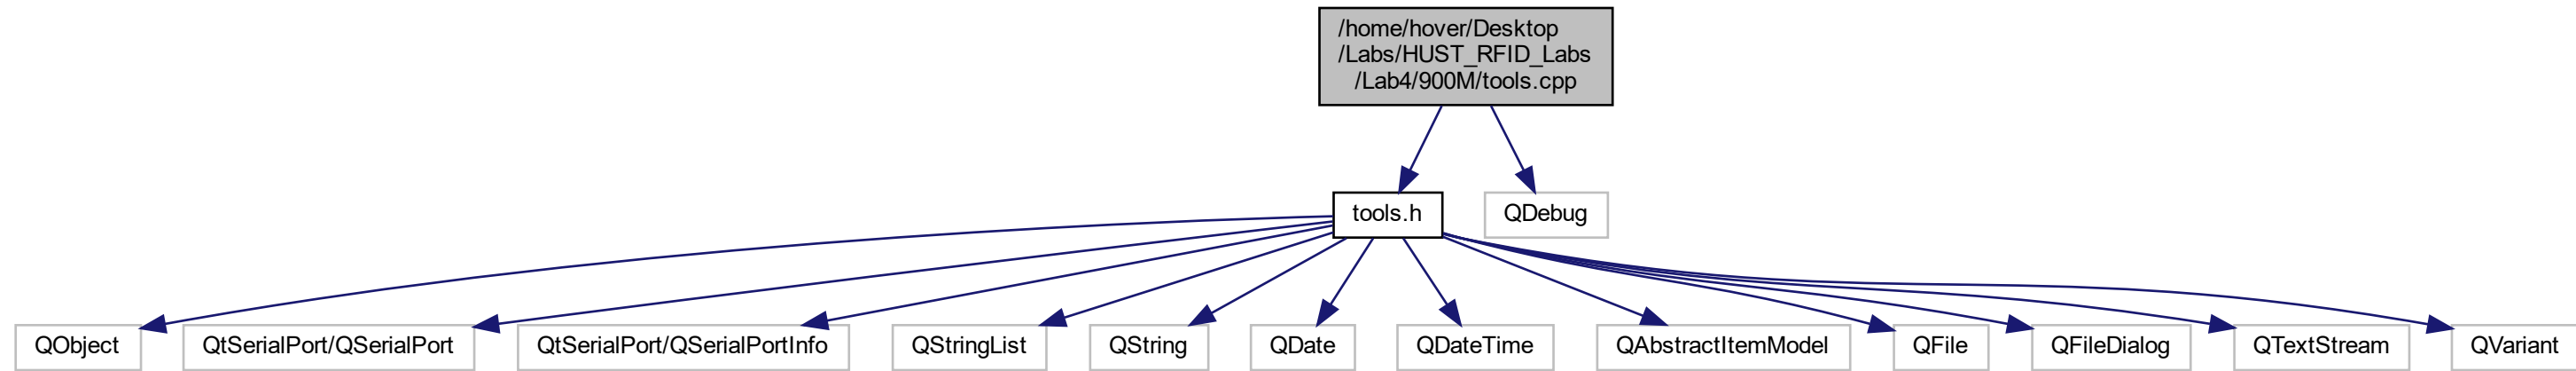 /home/hover/Desktop
/Labs/HUST_RFID_Labs
/Lab4/900M/tools.cpp
tools.h
QDebug
QObject
QtSerialPort/QSerialPort
QtSerialPort/QSerialPortInfo
QStringList
QString
QDate
QDateTime
QAbstractItemModel
QFile
QFileDialog
QTextStream
QVariant